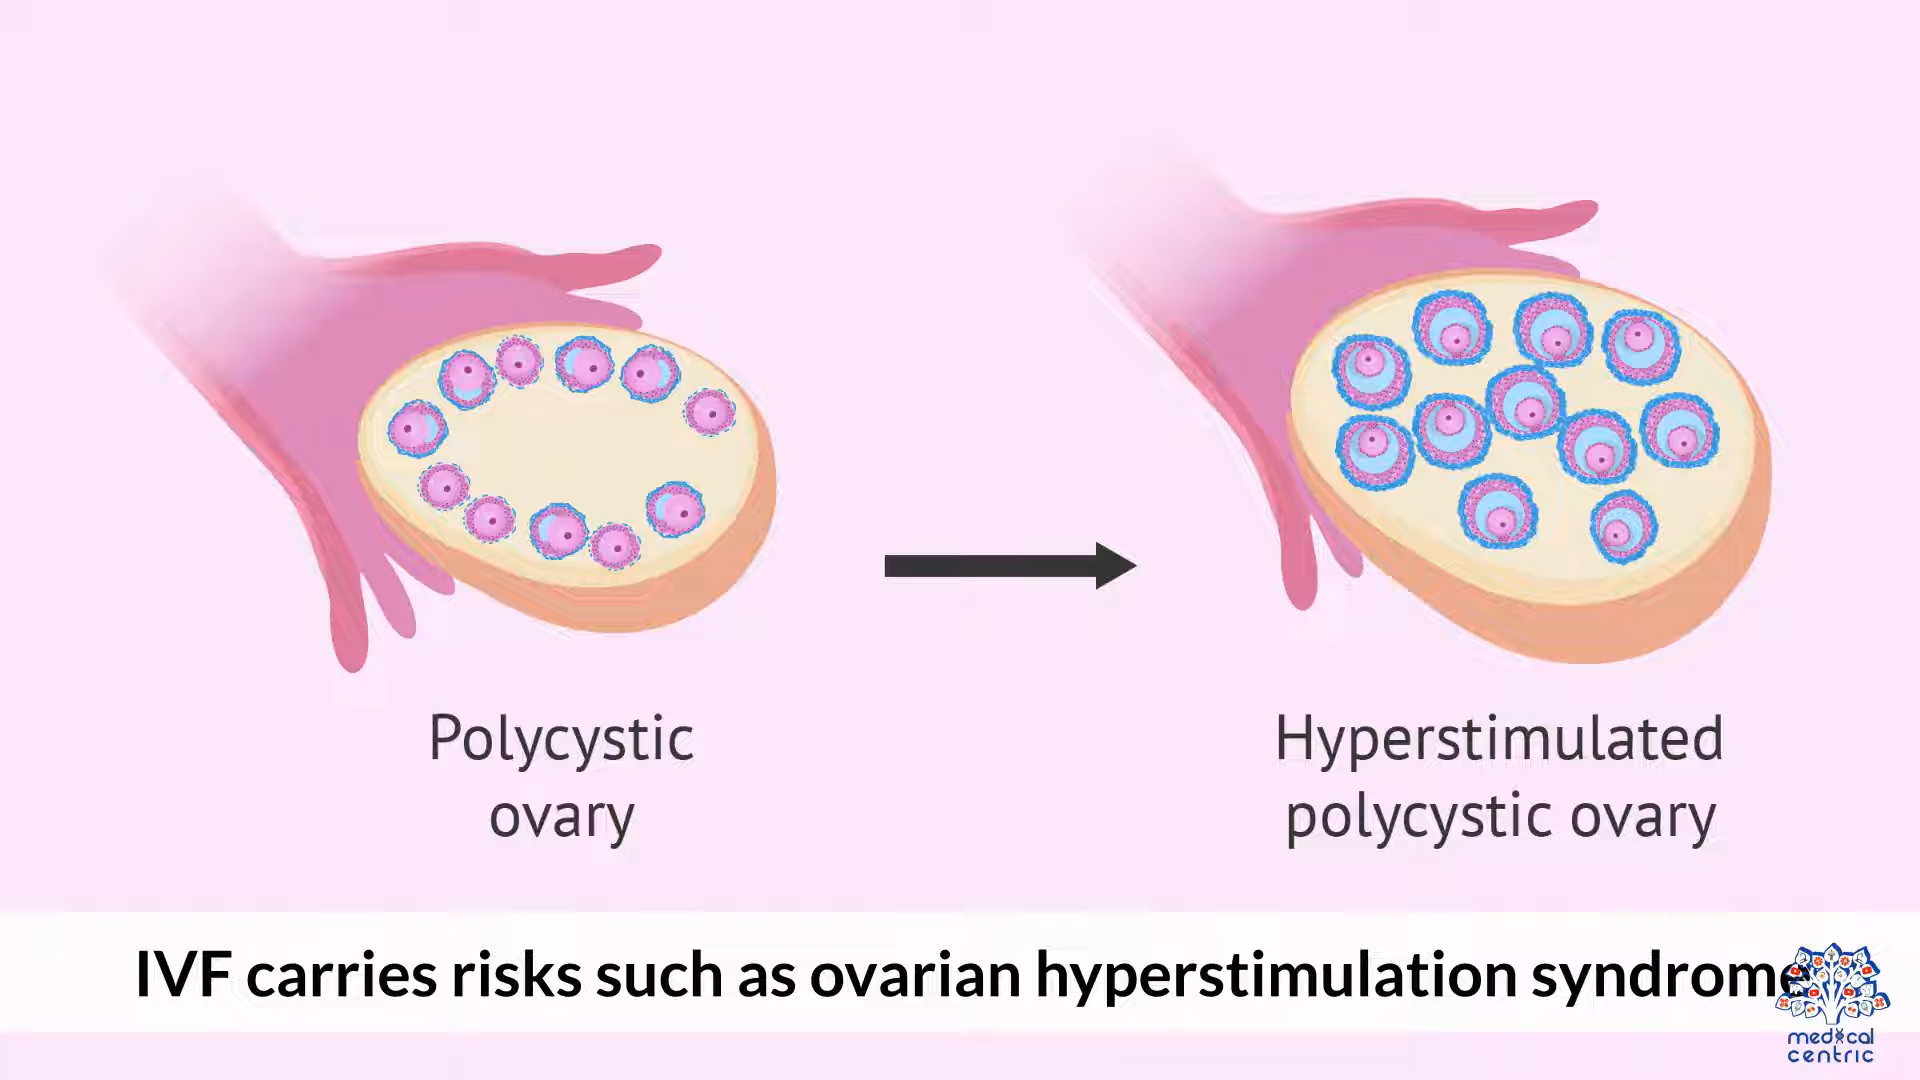 Polycystic
ovary
Hyperstimulated
polycystic ovary
IVF carries risks such as ovarian hyperstimulation syndrome
medical
centric